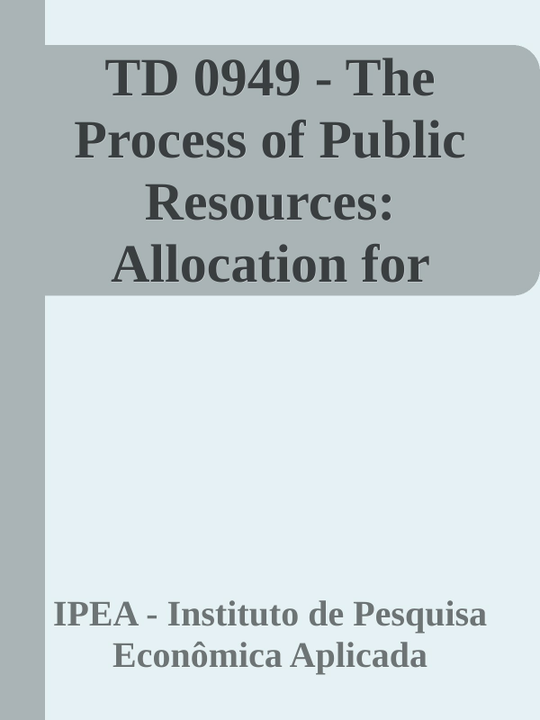 TD 0949 - The
Process of Public
Resources:
Allocation for
IPEA - Instituto de Pesquisa
Econômica Aplicada